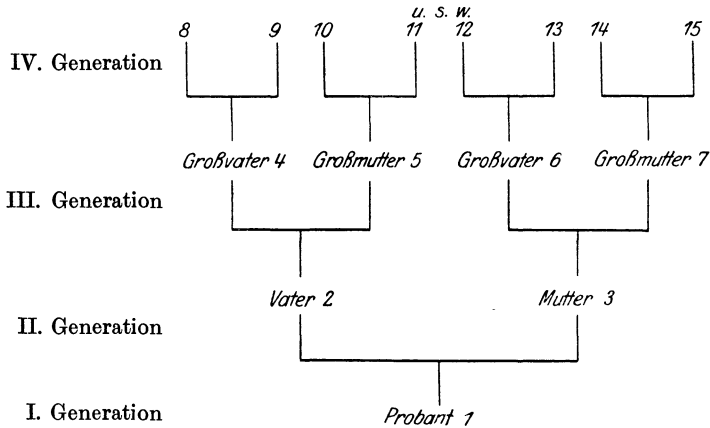 u. s. w.
8 9 10 11 12 13 14 15
IV. Generation
Großvater 4 Großmutter 5 Großvater 6 Großmutter 7
III. Generation
Vater 2 Mutter 3
II. Generation
I. Generation Probant 1